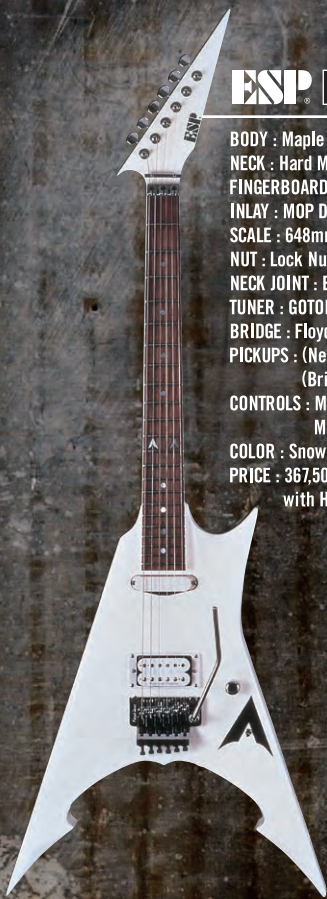 ESP
ESP
BODY : Maple
NECK : Hard M
FINGERBOARD
INLAY : MOP D
SCALE : 648mm
NUT : Lock Nu
NECK JOINT : B
TUNER : GOTOH
BRIDGE : Floyd
PICKUPS : (Ne
(Bri
CONTROLS : M
M
COLOR : Snow
PRICE : 367,50
with H